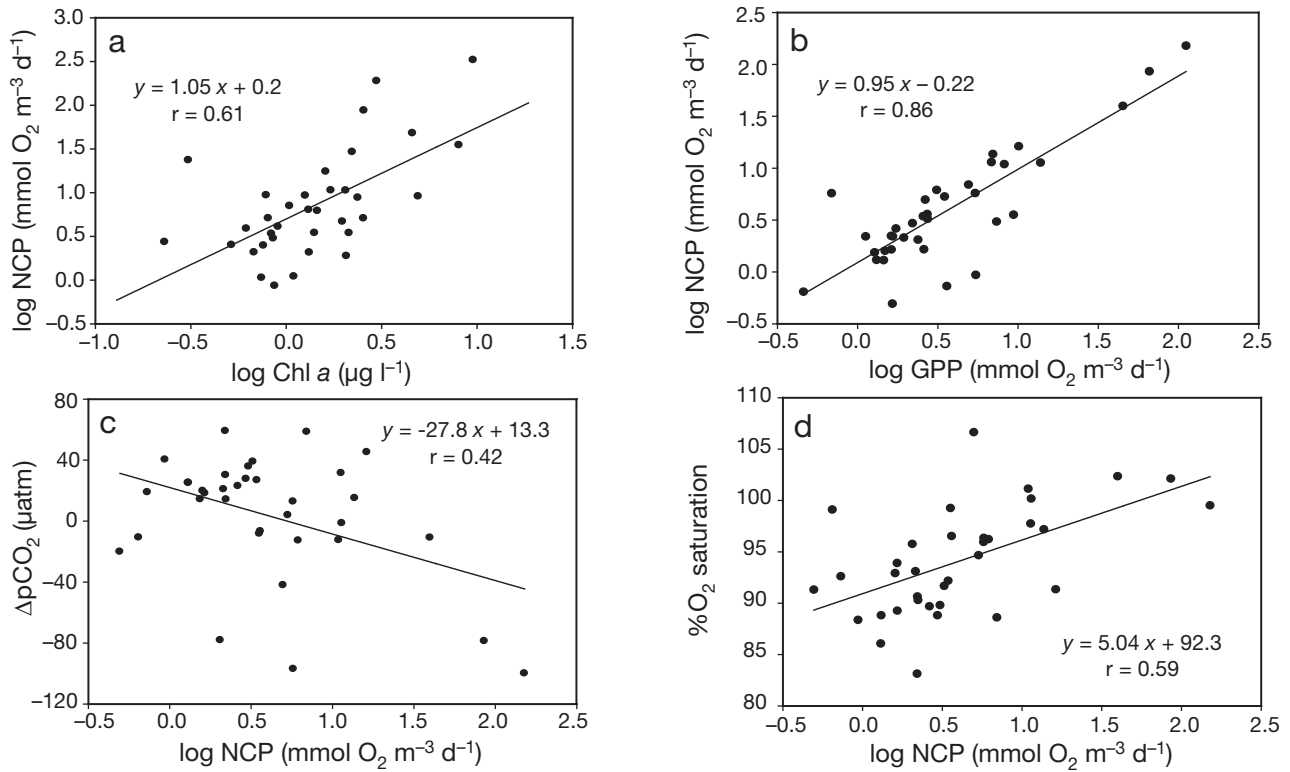 a
y = 1.05 x + 0.2
r = 0.61
log NCP (mmol O₂ m⁻³ d⁻¹)
3.0
2.5
2.0
1.5
1.0
0.5
0.0
−0.5
−1.0 −0.5 0.0 0.5 1.0 1.5
log Chl a (µg l⁻¹)
b
y = 0.95 x – 0.22
r = 0.86
log NCP (mmol O₂ m⁻³ d⁻¹)
2.5
2.0
1.5
1.0
0.5
0.0
−0.5
0.0 0.5 1.0 1.5 2.0 2.5
log GPP (mmol O₂ m⁻³ d⁻¹)
c
y = -27.8 x + 13.3
r = 0.42
ΔpCO₂ (µatm)
80
40
0
−40
−80
−120
−0.5 0.0 0.5 1.0 1.5 2.0 2.5
log NCP (mmol O₂ m⁻³ d⁻¹)
d
y = 5.04 x + 92.3
r = 0.59
%O₂ saturation
110
105
100
95
90
85
80
−0.5 0.0 0.5 1.0 1.5 2.0 2.5
log NCP (mmol O₂ m⁻³ d⁻¹)